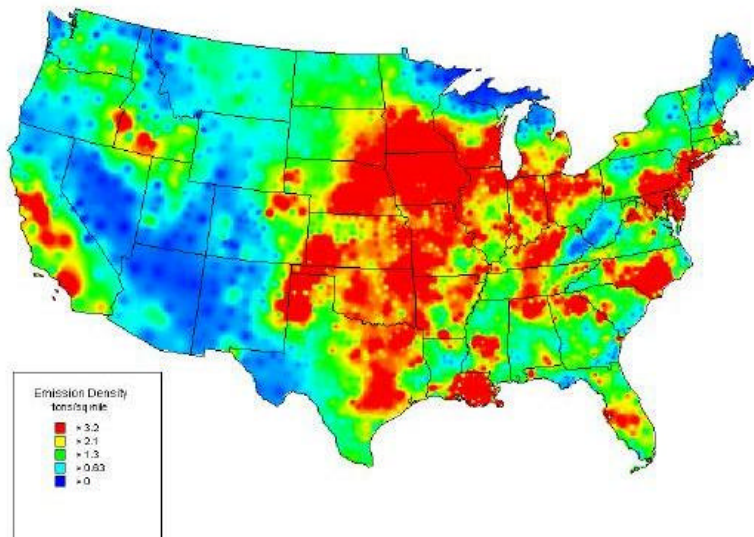 Emission Density
tons/sq mile
> 3.2
> 2.1
> 1.3
> 0.63
> 0